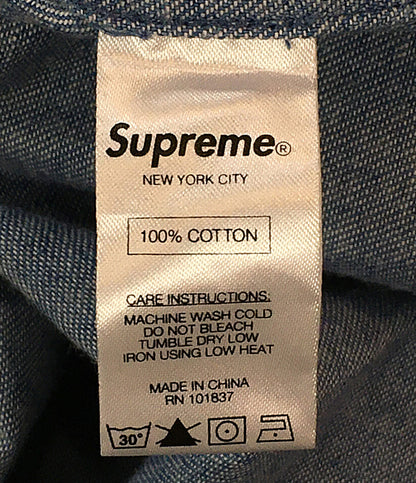 Supreme®
NEW YORK CITY
100% COTTON
CARE INSTRUCTIONS:
MACHINE WASH COLD
DO NOT BLEACH
TUMBLE DRY LOW
IRON USING LOW HEAT
MADE IN CHINA
RN 101837
30°